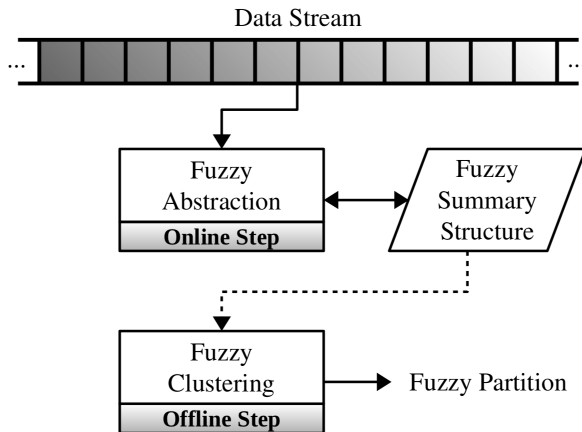 Data Stream
... ...
Fuzzy
Abstraction
Online Step
Fuzzy
Summary
Structure
Fuzzy
Clustering
Offline Step
Fuzzy Partition